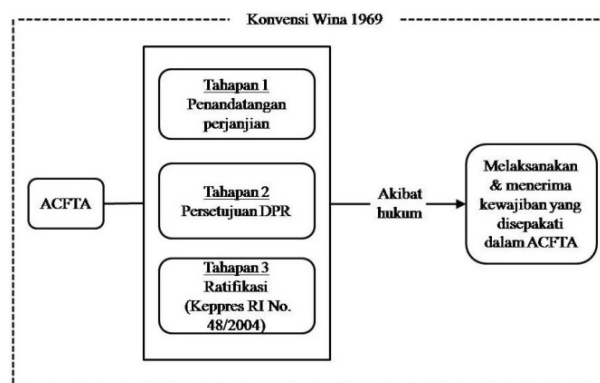 Konvensi Wina 1969
Tahapan 1
Penandatangan
perjanjian
ACFTA
Tahapan 2
Persetujuan DPR
Tahapan 3
Ratifikasi
(Keppres RI No.
48/2004)
Akibat
hukum
Melaksanakan
& menerima
kewajiban yang
disepakati
dalam ACFTA